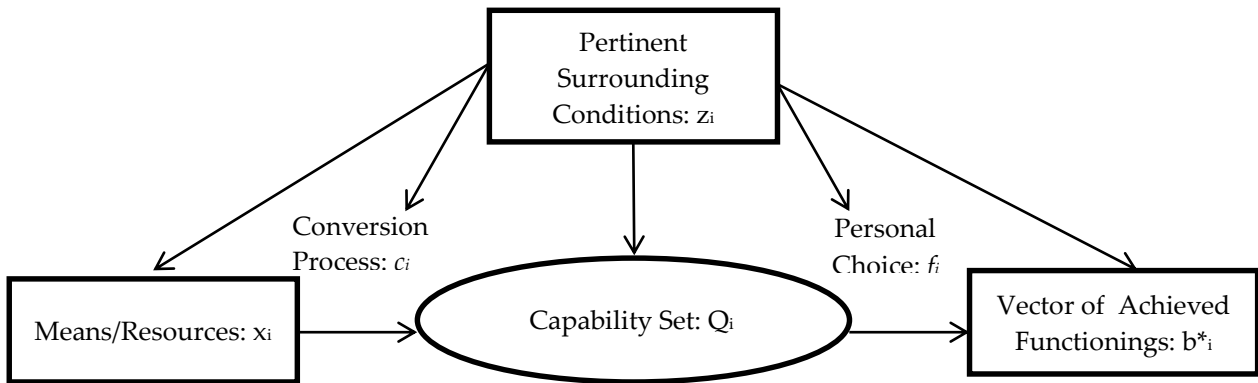 Pertinent
Surrounding
Conditions: zᵢ
Conversion
Process: cᵢ
Personal
Choice: fᵢ
Means/Resources: xᵢ
Capability Set: Qᵢ
Vector of Achieved
Functionings: b*ᵢ